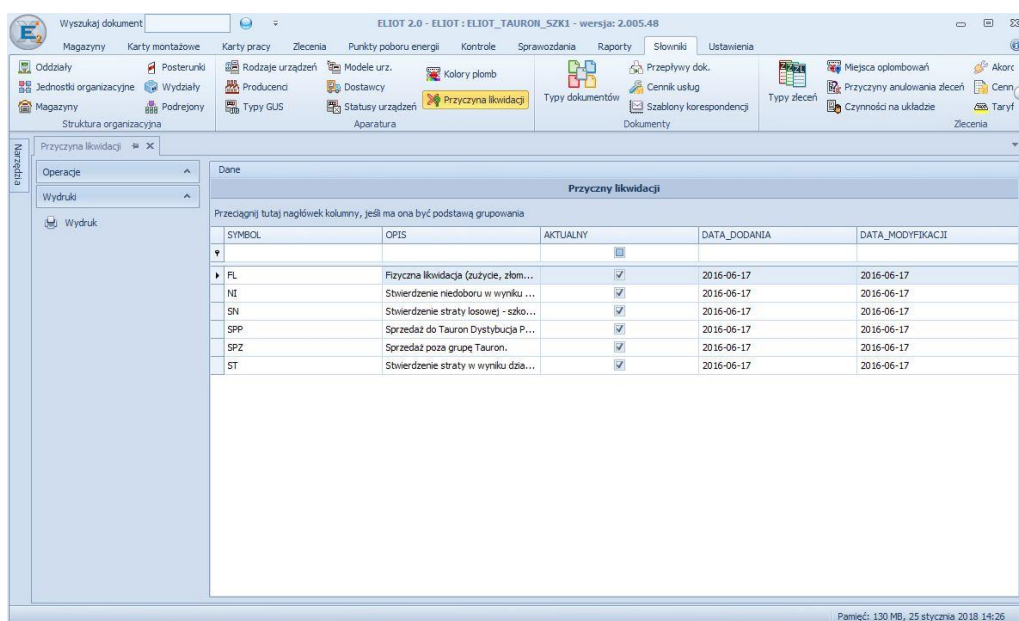 Wyszukaj dokument
ELIOT 2.0 - ELIOT : ELIOT_TAURON_SZK1 - wersja: 2.005.48
Magazyny Karty montażowe Karty pracy Zlecenia Punkty poboru energii Kontrole Sprawozdania Raporty Słowniki Ustawienia
Oddziały Posterunki Rodzaje urządzeń Modele urz. Kolory plomb Przepływy dok. Miejsca oplombowań Akorc
Jednostki organizacyjne Wydziały Producenci Dostawcy Przyczyna likwidacji Typy dokumentów Cennik usług Typy zleceń Przyczyny anulowania zleceń Cenn
Magazyny Podrejony Typy GUS Statusy urządzeń Szablony korespondencji Czynności na układzie Taryf
Struktura organizacyjna Aparatura Dokumenty Zlecenia
Narzędzia
Przyczyna likwidacji
Operacje
Wydruki
Wydruk
Dane
Przyczny likwidacji
Przeciągnij tutaj nagłówek kolumny, jeśli ma ona być podstawą grupowania
SYMBOL OPIS AKTUALNY DATA_DODANIA DATA_MODYFIKACJI
FL Fizyczna likwidacja (zużycie, złom... 2016-06-17 2016-06-17
NI Stwierdzenie niedoboru w wyniku ... 2016-06-17 2016-06-17
SN Stwierdzenie straty losowej - szko... 2016-06-17 2016-06-17
SPP Sprzedaż do Tauron Dystybucja P... 2016-06-17 2016-06-17
SPZ Sprzedaż poza grupę Tauron. 2016-06-17 2016-06-17
ST Stwierdzenie straty w wyniku dzia... 2016-06-17 2016-06-17
Pamięć: 130 MB, 25 stycznia 2018 14:26